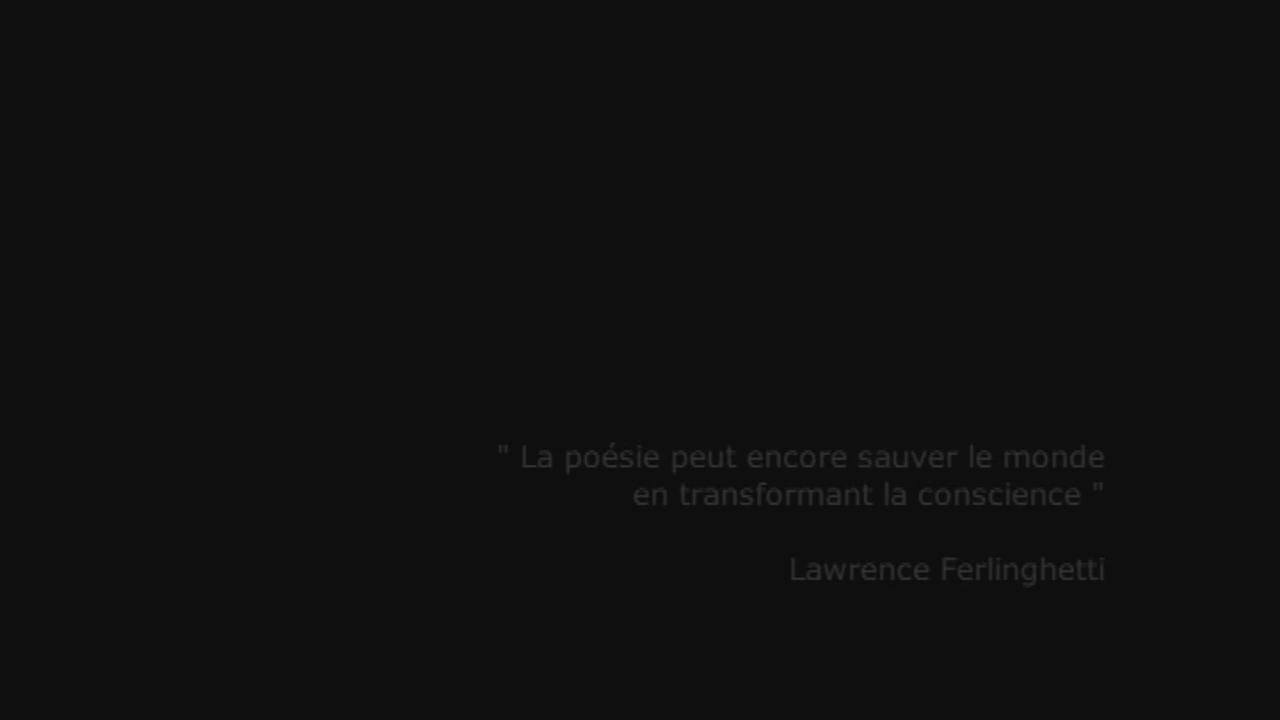 " La poésie peut encore sauver le monde
en transformant la conscience "
Lawrence Ferlinghetti